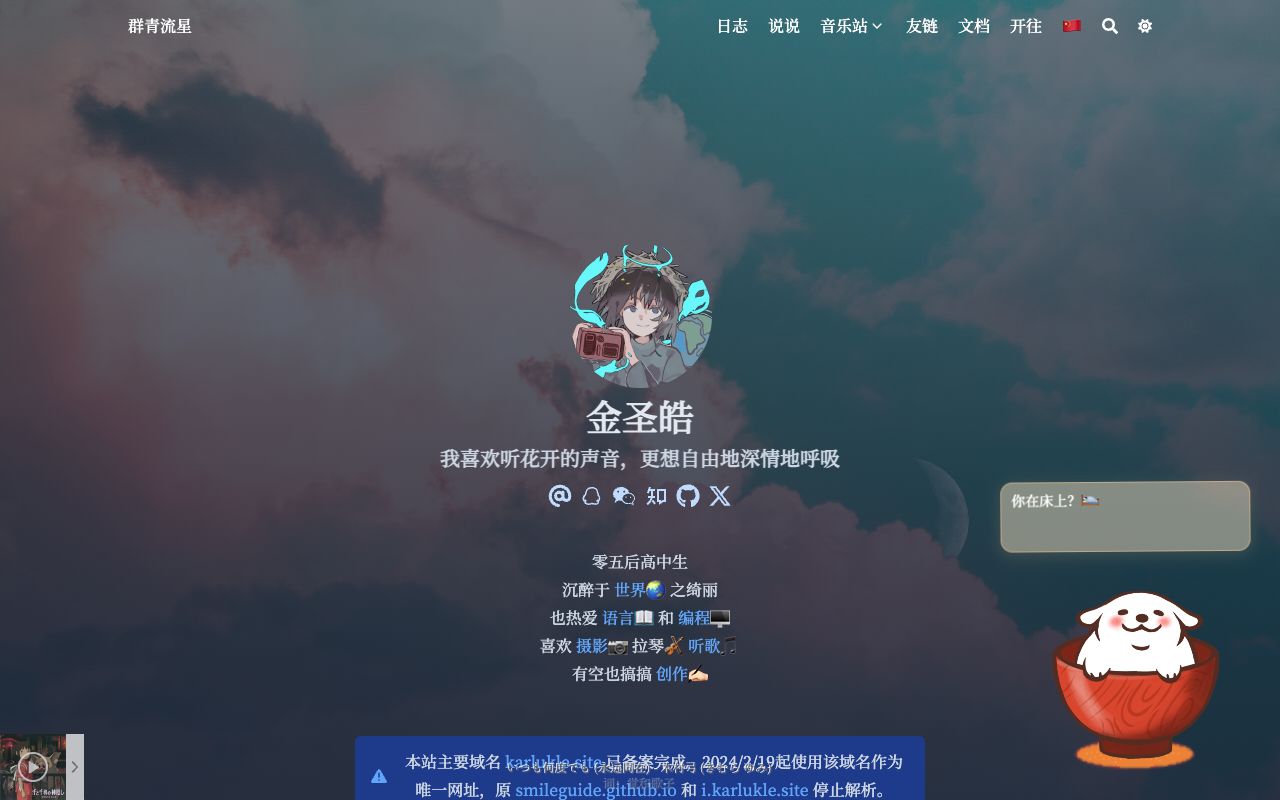 群青流星
日志 说说 音乐站 友链 文档 开往
金圣皓
我喜欢听花开的声音，更想自由地深情地呼吸
知
你在床上？
零五后高中生
沉醉于 世界 之绮丽
也热爱 语言 和 编程
喜欢 摄影 拉琴 听歌
有空也搞搞 创作
本站主要域名 karlukle.site 已备案完成。2024/2/19起使用该域名作为
唯一网址，原 smileguide.github.io 和 i.karlukle.site 停止解析。